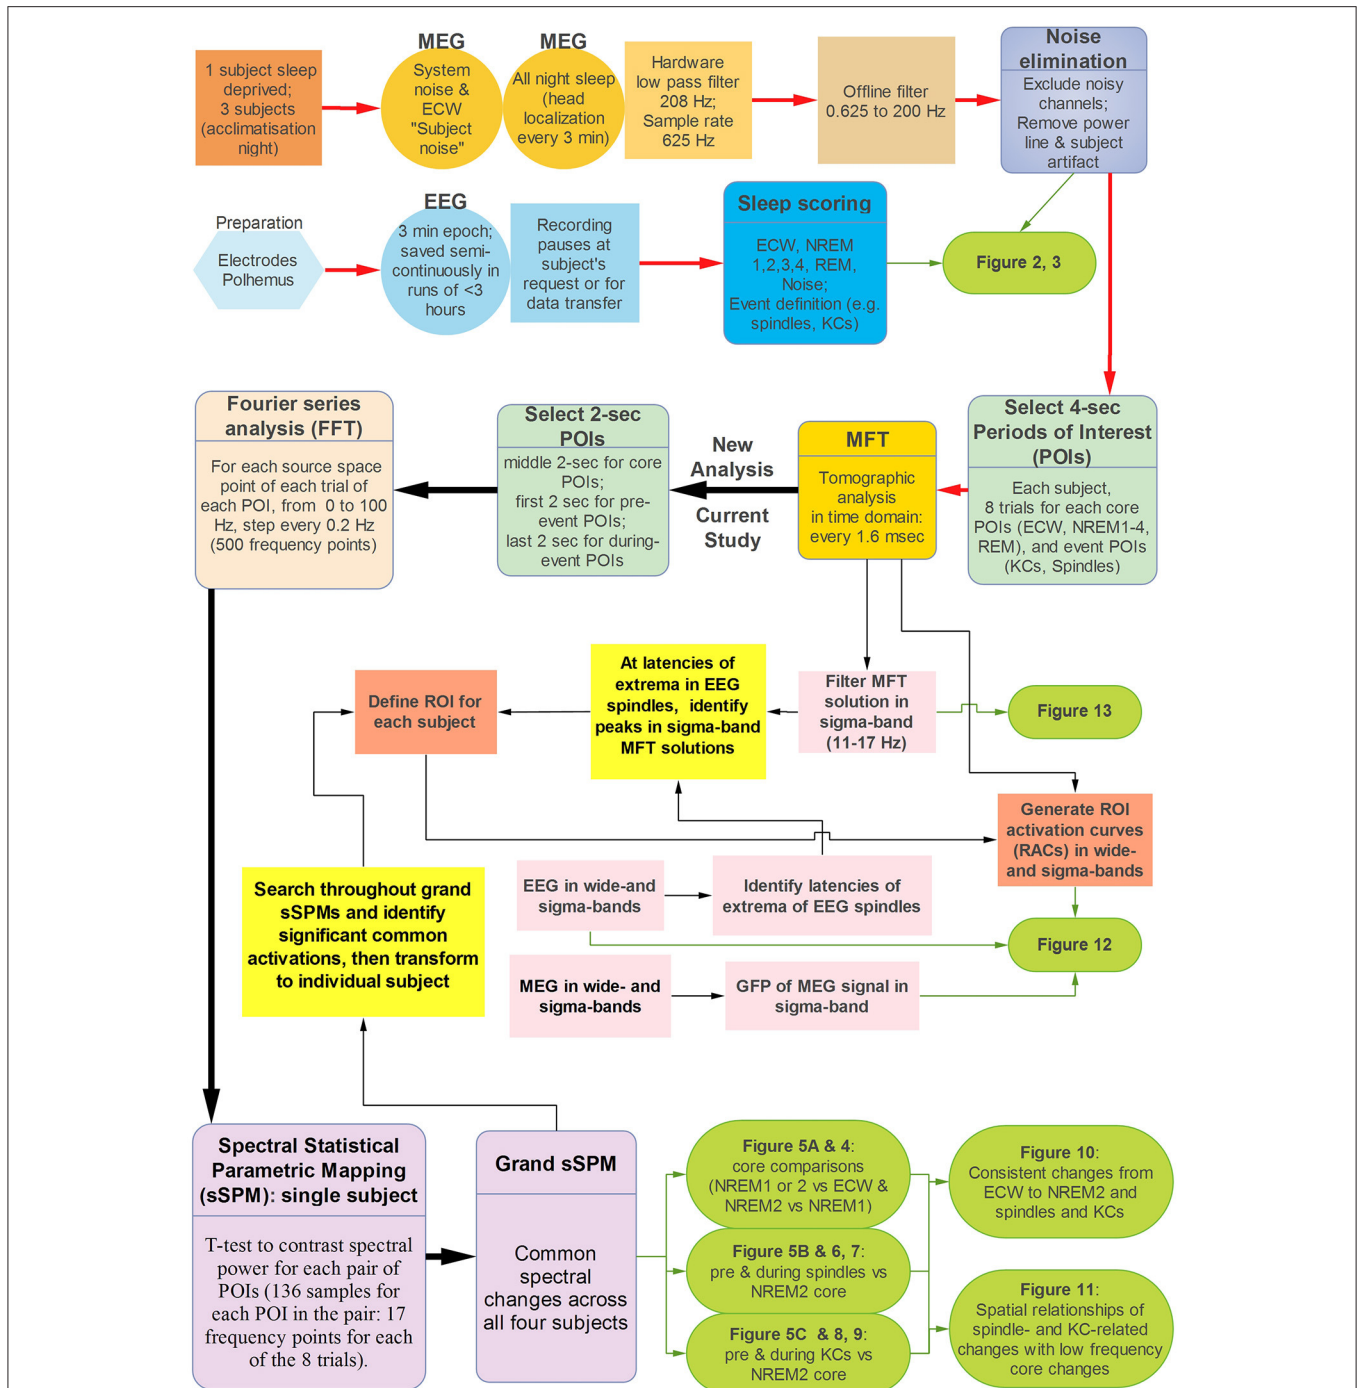 1 subject sleep
deprived;
3 subjects
(acclimatisation
night)
MEG
System
noise &
ECW
"Subject
noise"
MEG
All night sleep
(head
localization
every 3 min)
Hardware
low pass filter
208 Hz;
Sample rate
625 Hz
Offline filter
0.625 to 200 Hz
Noise
elimination
Exclude noisy
channels;
Remove power
line & subject
artifact
Preparation
Electrodes
Polhemus
EEG
3 min epoch;
saved semi-
continuously in
runs of <3
hours
Recording
pauses at
subject's
request or for
data transfer
Sleep scoring
ECW, NREM
1,2,3,4, REM,
Noise;
Event definition (e.g.
spindles, KCs)
Figure 2, 3
Fourier series
analysis (FFT)
For each source space
point of each trial of
each POI, from 0 to 100
Hz, step every 0.2 Hz
(500 frequency points)
Select 2-sec
POIs
middle 2-sec for core
POIs;
first 2 sec for pre-
event POIs;
last 2 sec for during-
event POIs
New
Analysis
Current
Study
MFT
Tomographic
analysis
in time domain:
every 1.6 msec
Select 4-sec
Periods of Interest
(POIs)
Each subject,
8 trials for each core
POIs (ECW, NREM1-4,
REM), and event POIs
(KCs, Spindles)
Define ROI for
each subject
At latencies of
extrema in EEG
spindles, identify
peaks in sigma-band
MFT solutions
Filter MFT
solution in
sigma-band
(11-17 Hz)
Figure 13
Generate ROI
activation curves
(RACs) in wide-
and sigma-bands
Search throughout grand
sSPMs and identify
significant common
activations, then transform
to individual subject
EEG in wide-and
sigma-bands
Identify latencies of
extrema of EEG spindles
Figure 12
MEG in wide- and
sigma-bands
GFP of MEG signal in
sigma-band
Spectral Statistical
Parametric Mapping
(sSPM): single subject
T-test to contrast spectral
power for each pair of
POIs (136 samples for
each POI in the pair: 17
frequency points for each
of the 8 trials).
Grand sSPM
Common
spectral
changes across
all four subjects
Figure 5A & 4:
core comparisons
(NREM1 or 2 vs ECW &
NREM2 vs NREM1)
Figure 5B & 6, 7:
pre & during spindles vs
NREM2 core
Figure 5C & 8, 9:
pre & during KCs vs
NREM2 core
Figure 10:
Consistent changes from
ECW to NREM2 and
spindles and KCs
Figure 11:
Spatial relationships of
spindle- and KC-related
changes with low frequency
core changes